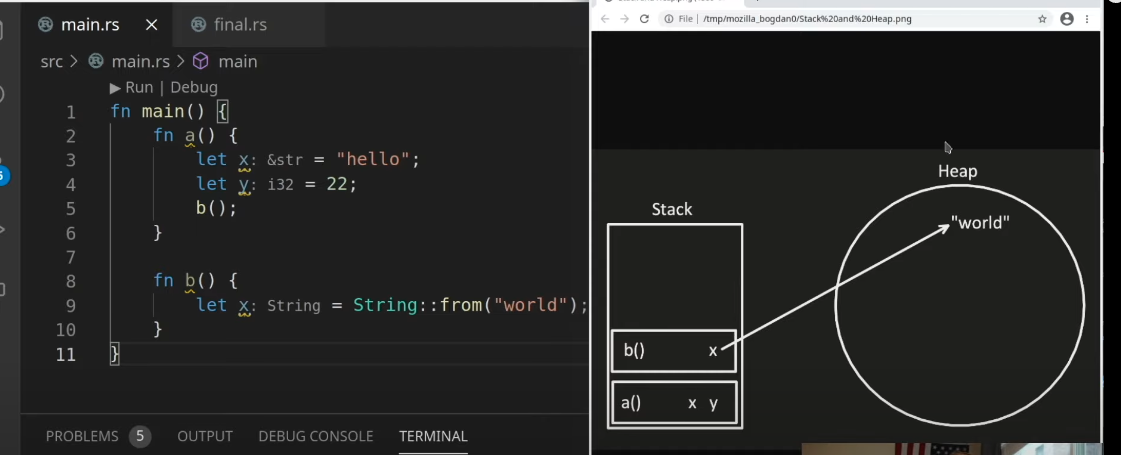 main.rs
final.rs
src > main.rs > main
Run | Debug
1 fn main() {
2 fn a() {
3 let x: &str = "hello";
4 let y: i32 = 22;
5 b();
6 }
7
8 fn b() {
9 let x: String = String::from("world");
10 }
11 }
PROBLEMS 5 OUTPUT DEBUG CONSOLE TERMINAL
File | /tmp/mozilla_bogdan0/Stack%20and%20Heap.png
Heap
"world"
Stack
b() x
a() x y